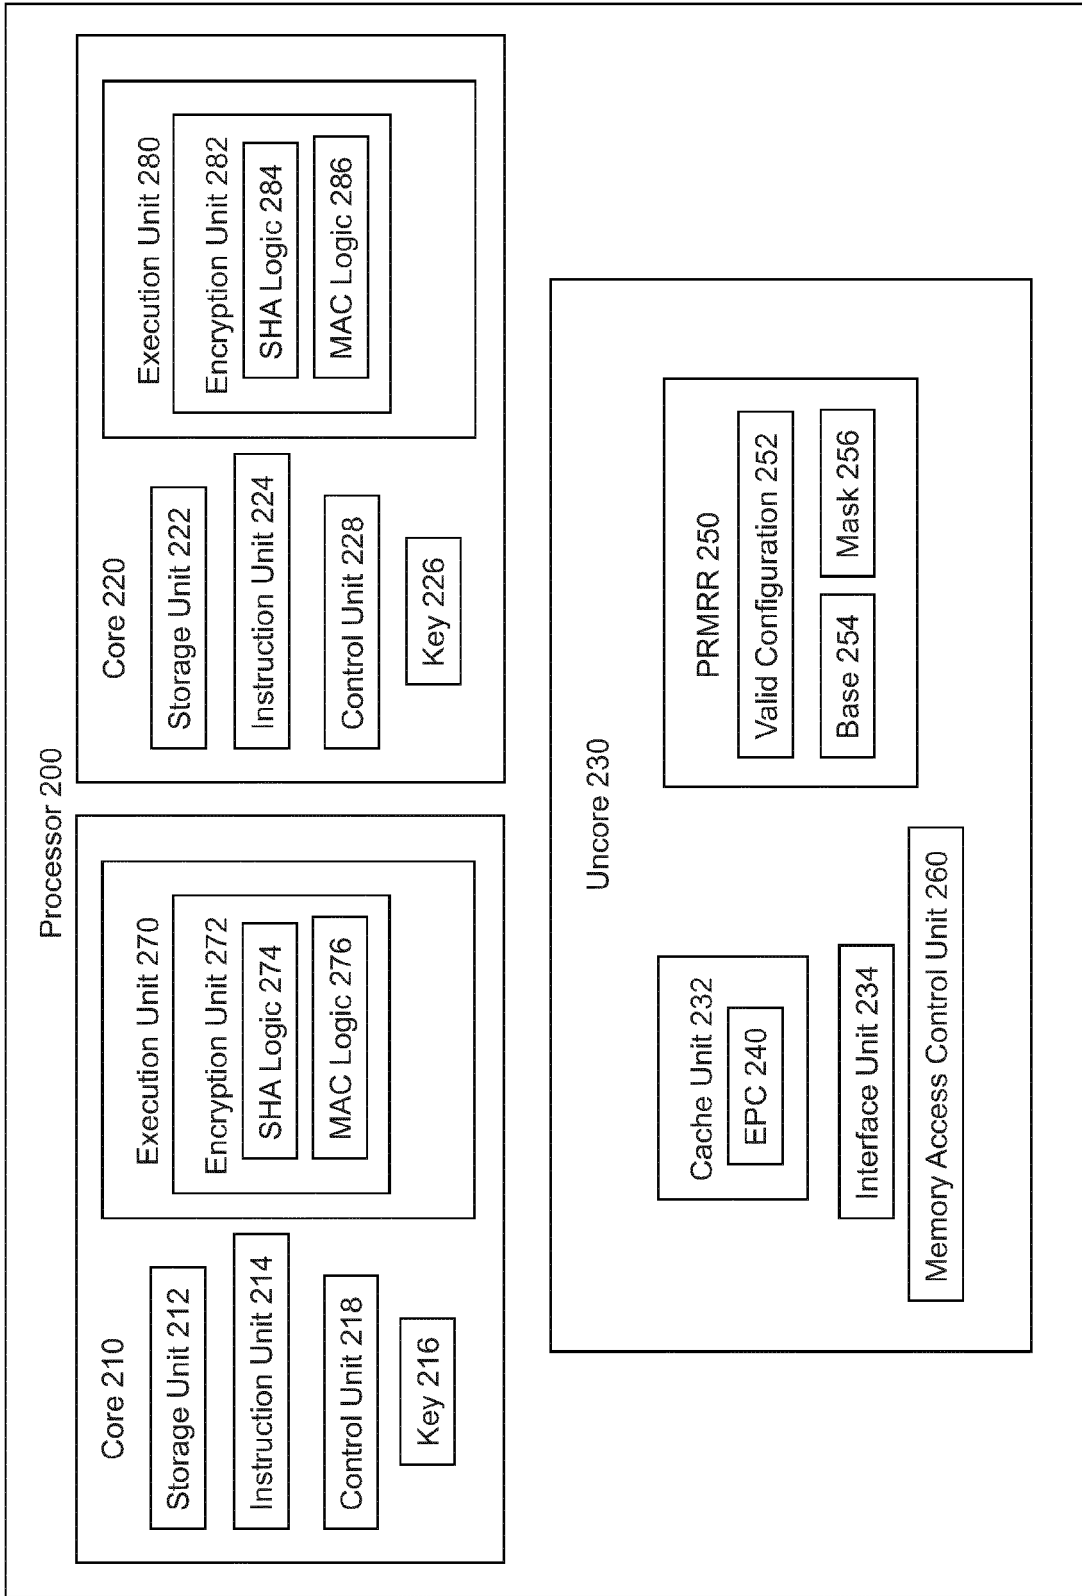 Processor 200
Core 210
Storage Unit 212
Instruction Unit 214
Control Unit 218
Key 216
Execution Unit 270
Encryption Unit 272
SHA Logic 274
MAC Logic 276
Core 220
Storage Unit 222
Instruction Unit 224
Control Unit 228
Key 226
Execution Unit 280
Encryption Unit 282
SHA Logic 284
MAC Logic 286
Uncore 230
Cache Unit 232
EPC 240
Interface Unit 234
Memory Access Control Unit 260
PRMRR 250
Valid Configuration 252
Base 254
Mask 256